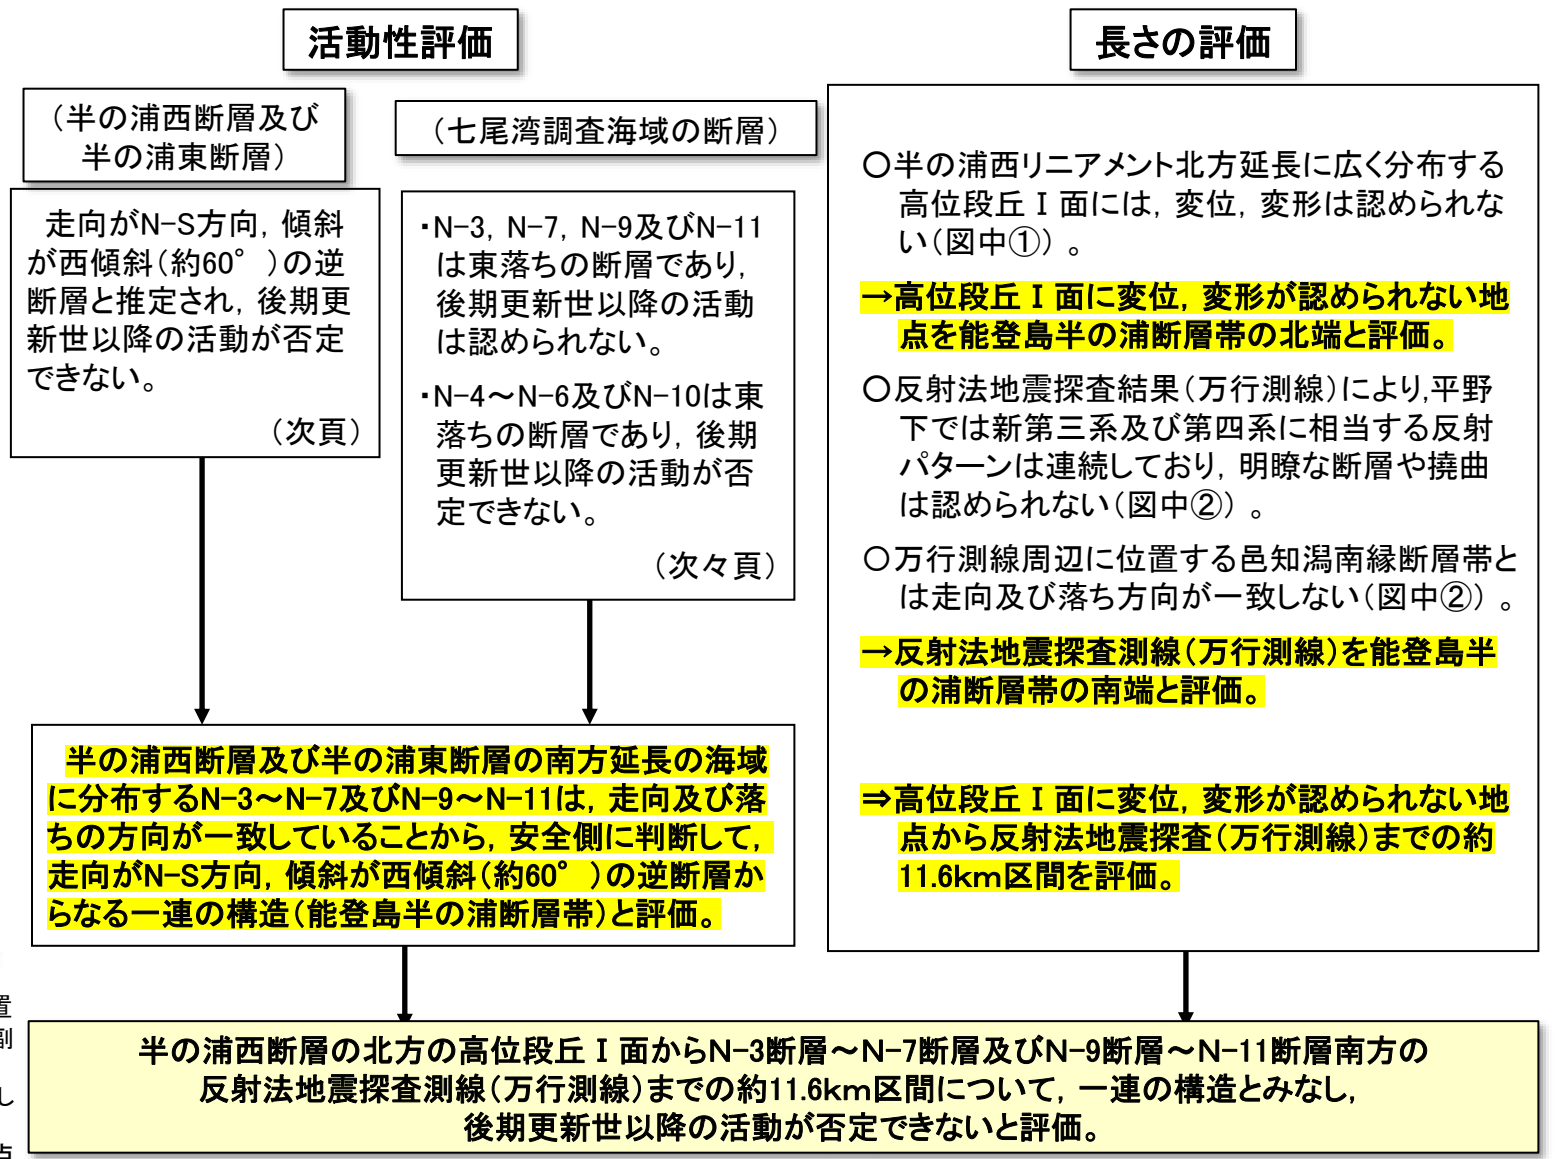 活動性評価
（半の浦西断層及び
半の浦東断層）
走向がN-S方向，傾斜
が西傾斜（約60°）の逆
断層と推定され，後期更
新世以降の活動が否定
できない。
（次頁）
（七尾湾調査海域の断層）
・N-3，N-7，N-9及びN-11
は東落ちの断層であり，
後期更新世以降の活動
は認められない。
・N-4～N-6及びN-10は東
落ちの断層であり，後期
更新世以降の活動が否
定できない。
（次々頁）
半の浦西断層及び半の浦東断層の南方延長の海域
に分布するN-3～N-7及びN-9～N-11は，走向及び落
ちの方向が一致していることから，安全側に判断して，
走向がN-S方向，傾斜が西傾斜（約60°）の逆断層か
らなる一連の構造（能登島半の浦断層帯）と評価。
長さの評価
○半の浦西リニアメント北方延長に広く分布する
高位段丘Ⅰ面には，変位，変形は認められな
い（図中①）。
→高位段丘Ⅰ面に変位，変形が認められない地
点を能登島半の浦断層帯の北端と評価。
○反射法地震探査結果（万行測線）により,平野
下では新第三系及び第四系に相当する反射
パターンは連続しており，明瞭な断層や撓曲
は認められない（図中②）。
○万行測線周辺に位置する邑知潟南縁断層帯と
は走向及び落ち方向が一致しない（図中②）。
→反射法地震探査測線（万行測線）を能登島半
の浦断層帯の南端と評価。
⇒高位段丘Ⅰ面に変位，変形が認められない地
点から反射法地震探査（万行測線）までの約
11.6km区間を評価。
置
副
し
半の浦西断層の北方の高位段丘Ⅰ面からN-3断層～N-7断層及びN-9断層～N-11断層南方の
反射法地震探査測線（万行測線）までの約11.6km区間について，一連の構造とみなし，
後期更新世以降の活動が否定できないと評価。